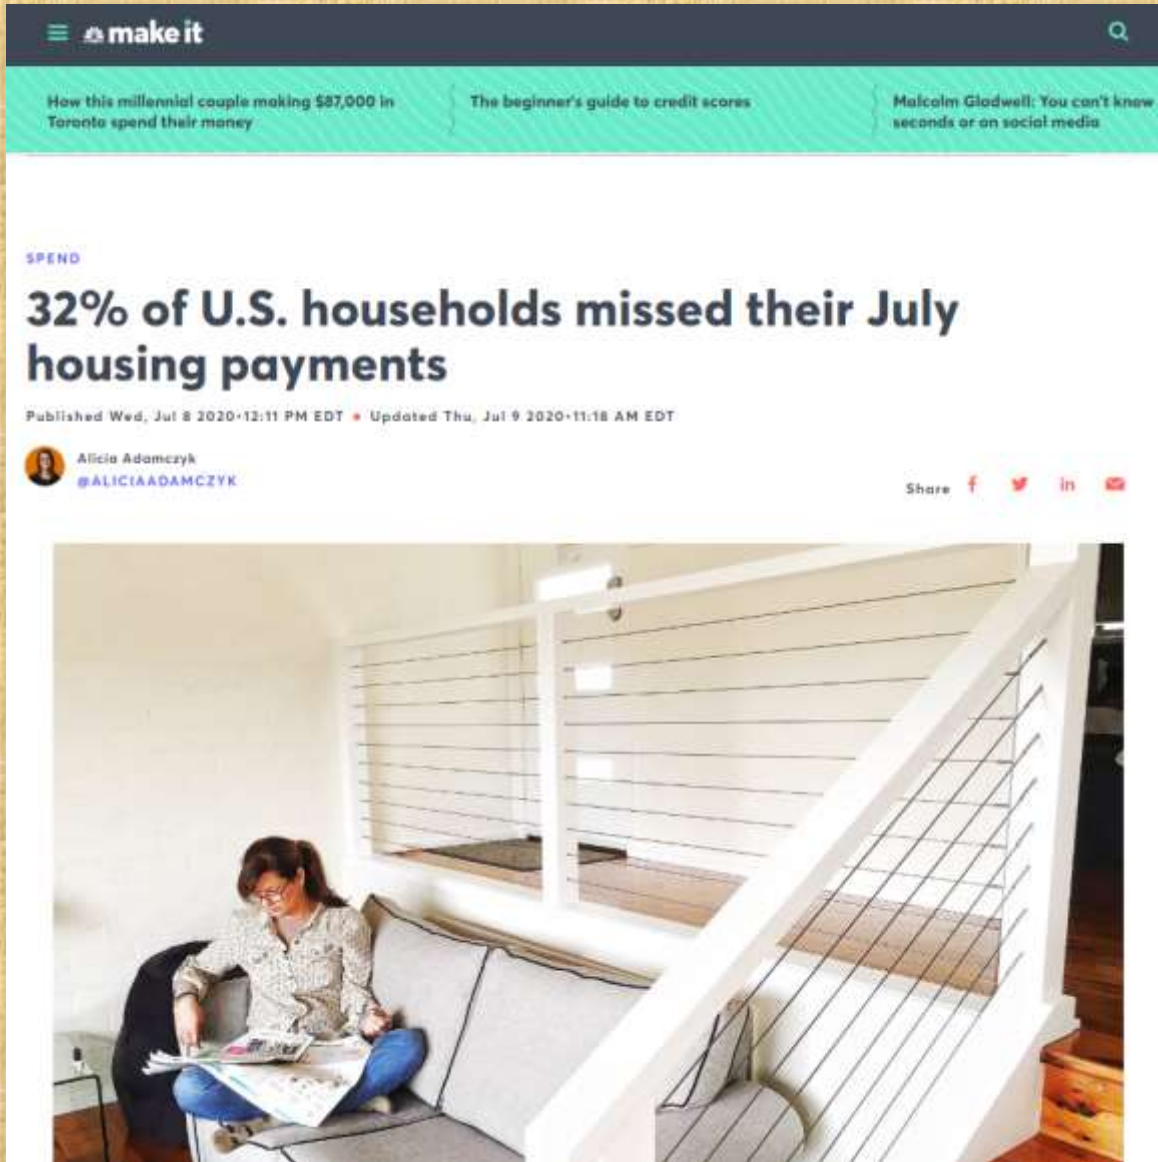 make it
How this millennial couple making $87,000 in
Toronto spend their money
The beginner's guide to credit scores
Malcolm Gladwell: You can't know
seconds or on social media
SPEND
32% of U.S. households missed their July
housing payments
Published Wed, Jul 8 2020•12:11 PM EDT • Updated Thu, Jul 9 2020•11:18 AM EDT
Alicia Adamczyk
@ALICIAADAMCZYK
Share f in